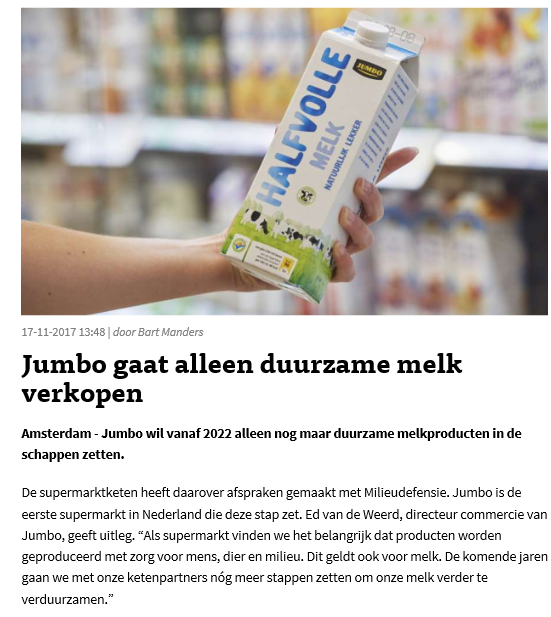 JUMBO
HALFVOLLE
MELK
NATUURLIJK LEKKER
17-11-2017 13:48 | door Bart Manders
Jumbo gaat alleen duurzame melk
verkopen
Amsterdam - Jumbo wil vanaf 2022 alleen nog maar duurzame melkproducten in de
schappen zetten.
De supermarktketen heeft daarover afspraken gemaakt met Milieudefensie. Jumbo is de
eerste supermarkt in Nederland die deze stap zet. Ed van de Weerd, directeur commercie van
Jumbo, geeft uitleg. “Als supermarkt vinden we het belangrijk dat producten worden
geproduceerd met zorg voor mens, dier en milieu. Dit geldt ook voor melk. De komende jaren
gaan we met onze ketenpartners nóg meer stappen zetten om onze melk verder te
verduurzamen.”